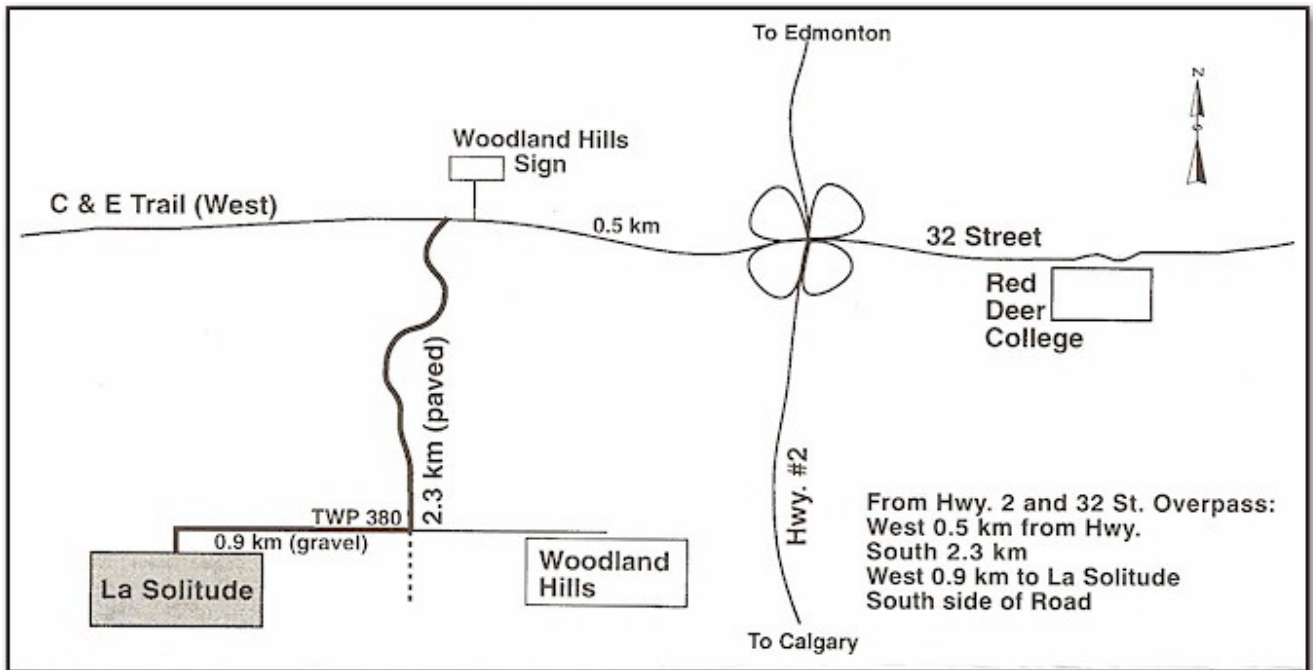 To Edmonton
Z
Woodland Hills
Sign
C & E Trail (West)
0.5 km
32 Street
Red
Deer
College
2.3 km (paved)
Hwy. #2
TWP 380
0.9 km (gravel)
La Solitude
Woodland
Hills
From Hwy. 2 and 32 St. Overpass:
West 0.5 km from Hwy.
South 2.3 km
West 0.9 km to La Solitude
South side of Road
To Calgary